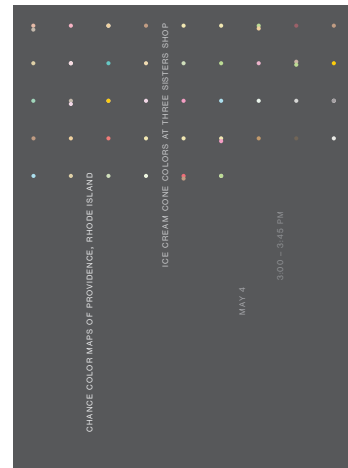 CHANCE COLOR MAPS OF PROVIDENCE, RHODE ISLAND
ICE CREAM CONE COLORS AT THREE SISTERS SHOP
MAY 4
3:00 – 3:45 PM